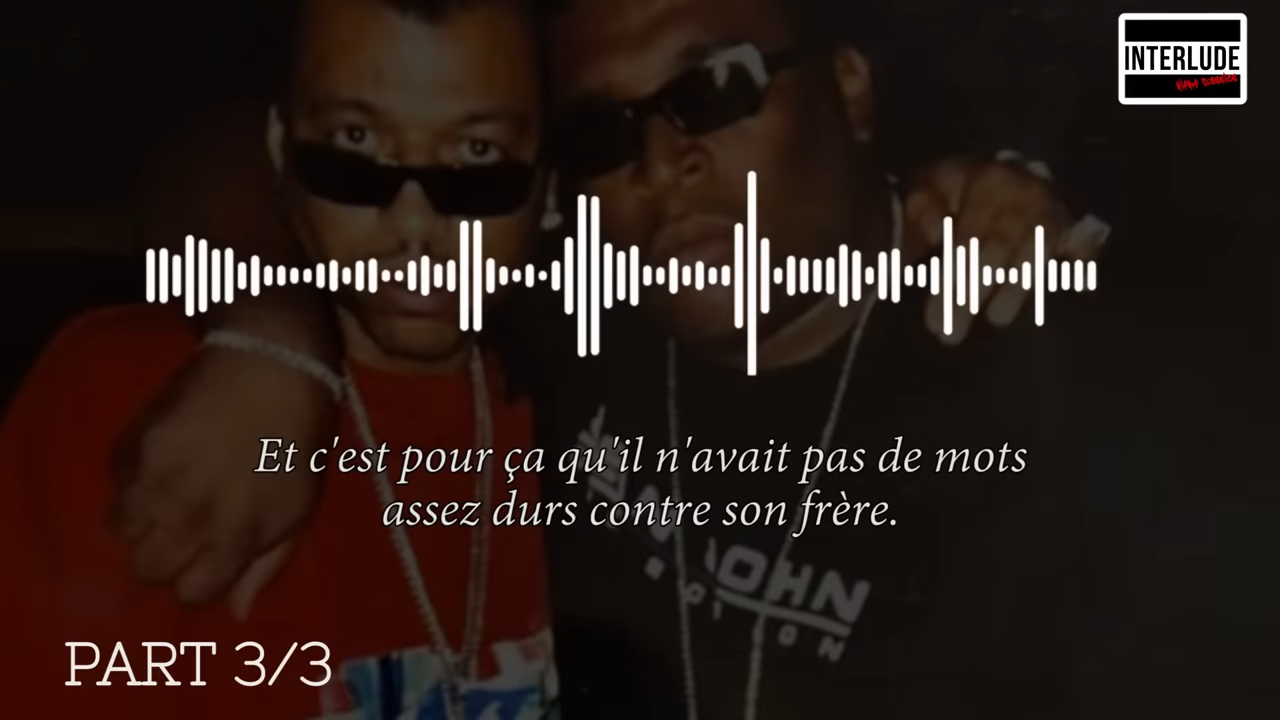 INTERLUDE
Et c'est pour ça qu'il n'avait pas de mots
assez durs contre son frère.
JOHN
PART 3/3